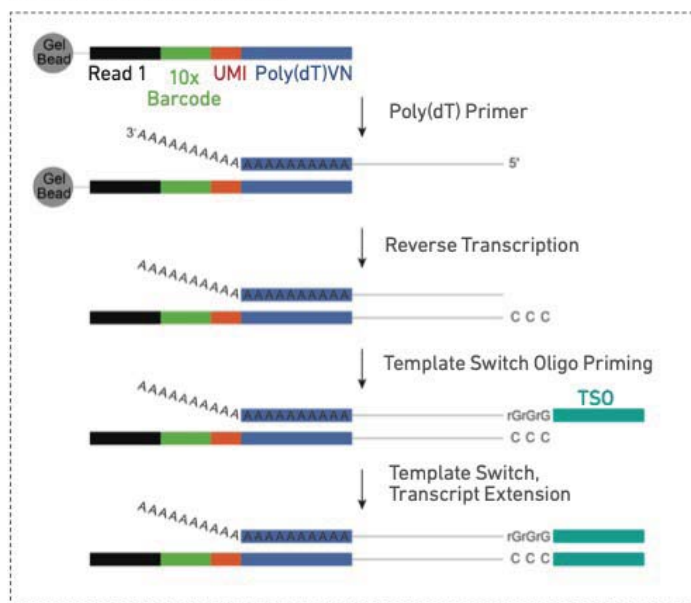 Gel
Bead
Read 1
10x
Barcode
UMI
Poly(dT)VN
Poly(dT) Primer
3'AAAAAAAAAA
AAAAAAAAAA
5'
Gel
Bead
Reverse Transcription
AAAAAAAAAA
AAAAAAAAAA
C C C
Template Switch Oligo Priming
TSO
AAAAAAAAAA
AAAAAAAAAA
rGrGrG
C C C
Template Switch,
Transcript Extension
AAAAAAAAAA
AAAAAAAAAA
rGrGrG
C C C